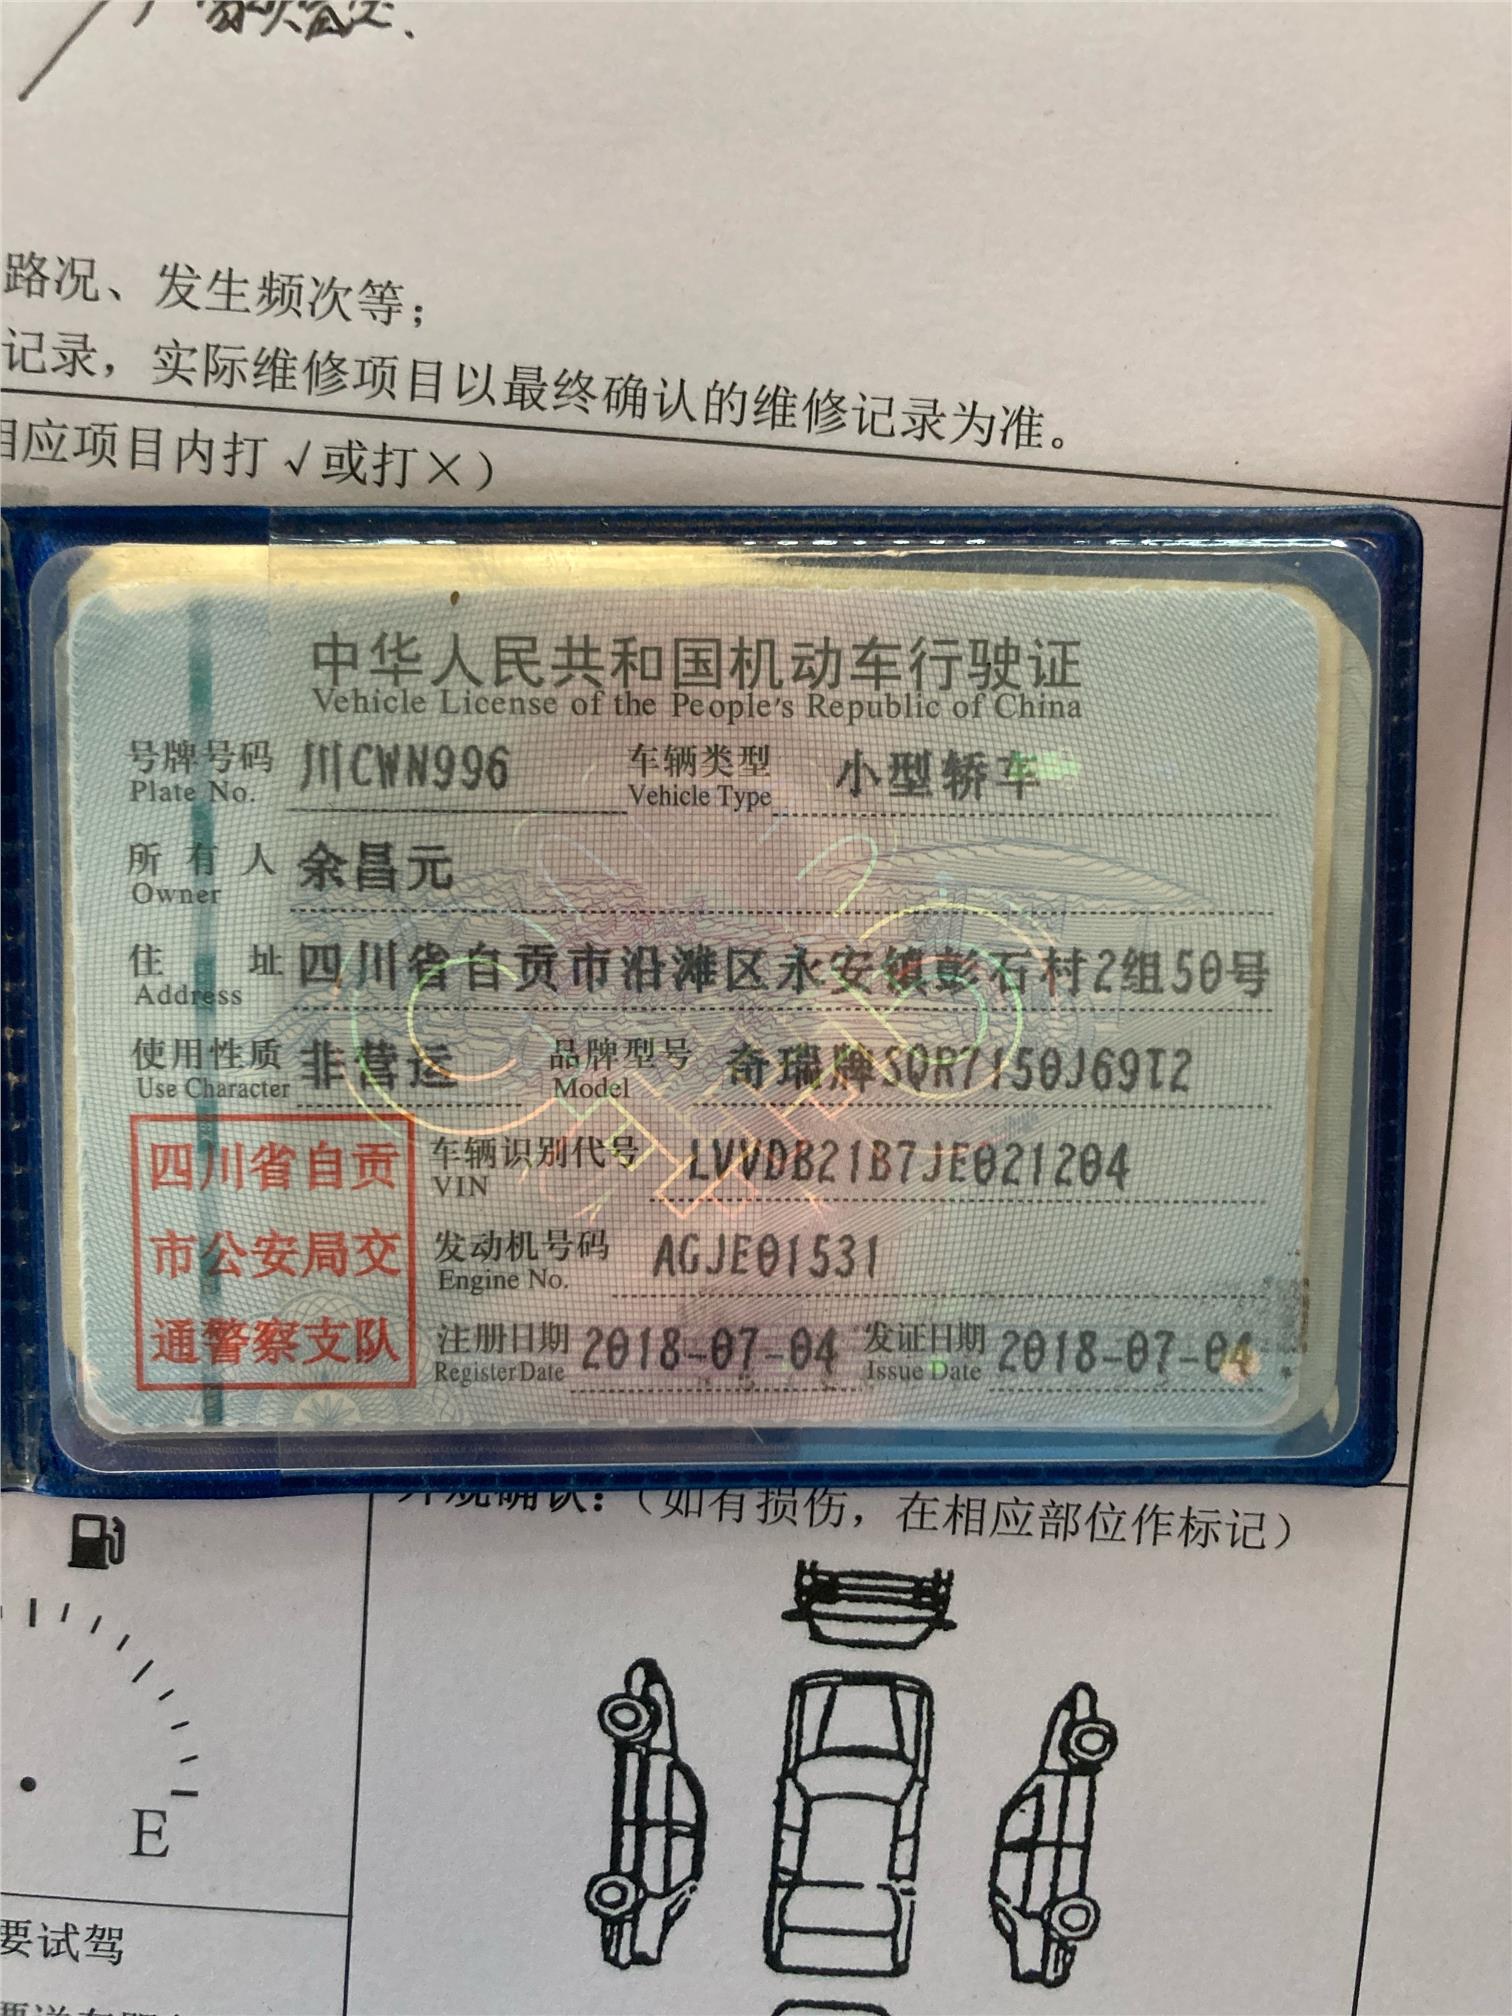 路况、发生频次等；
记录，实际维修项目以最终确认的维修记录为准。
相应项目内打√或打×）
中华人民共和国机动车行驶证
Vehicle License of the People's Republic of China
号牌号码 川CWN996 车辆类型 小型轿车
Plate No. Vehicle Type
所有人 余昌元
Owner
住址 四川省自贡市沿滩区永安镇彭石村2组50号
Address
使用性质 非营运 品牌型号 奇瑞牌SQR7150J69T2
Use Character Model
四川省自贡
市公安局交
通警察支队
车辆识别代号 LVVDB21B7JE021204
VIN
发动机号码 AGJE01531
Engine No.
注册日期 2018-07-04 发证日期 2018-07-04
Register Date Issue Date
外观确认：（如有损伤，在相应部位作标记）
E
要试驾